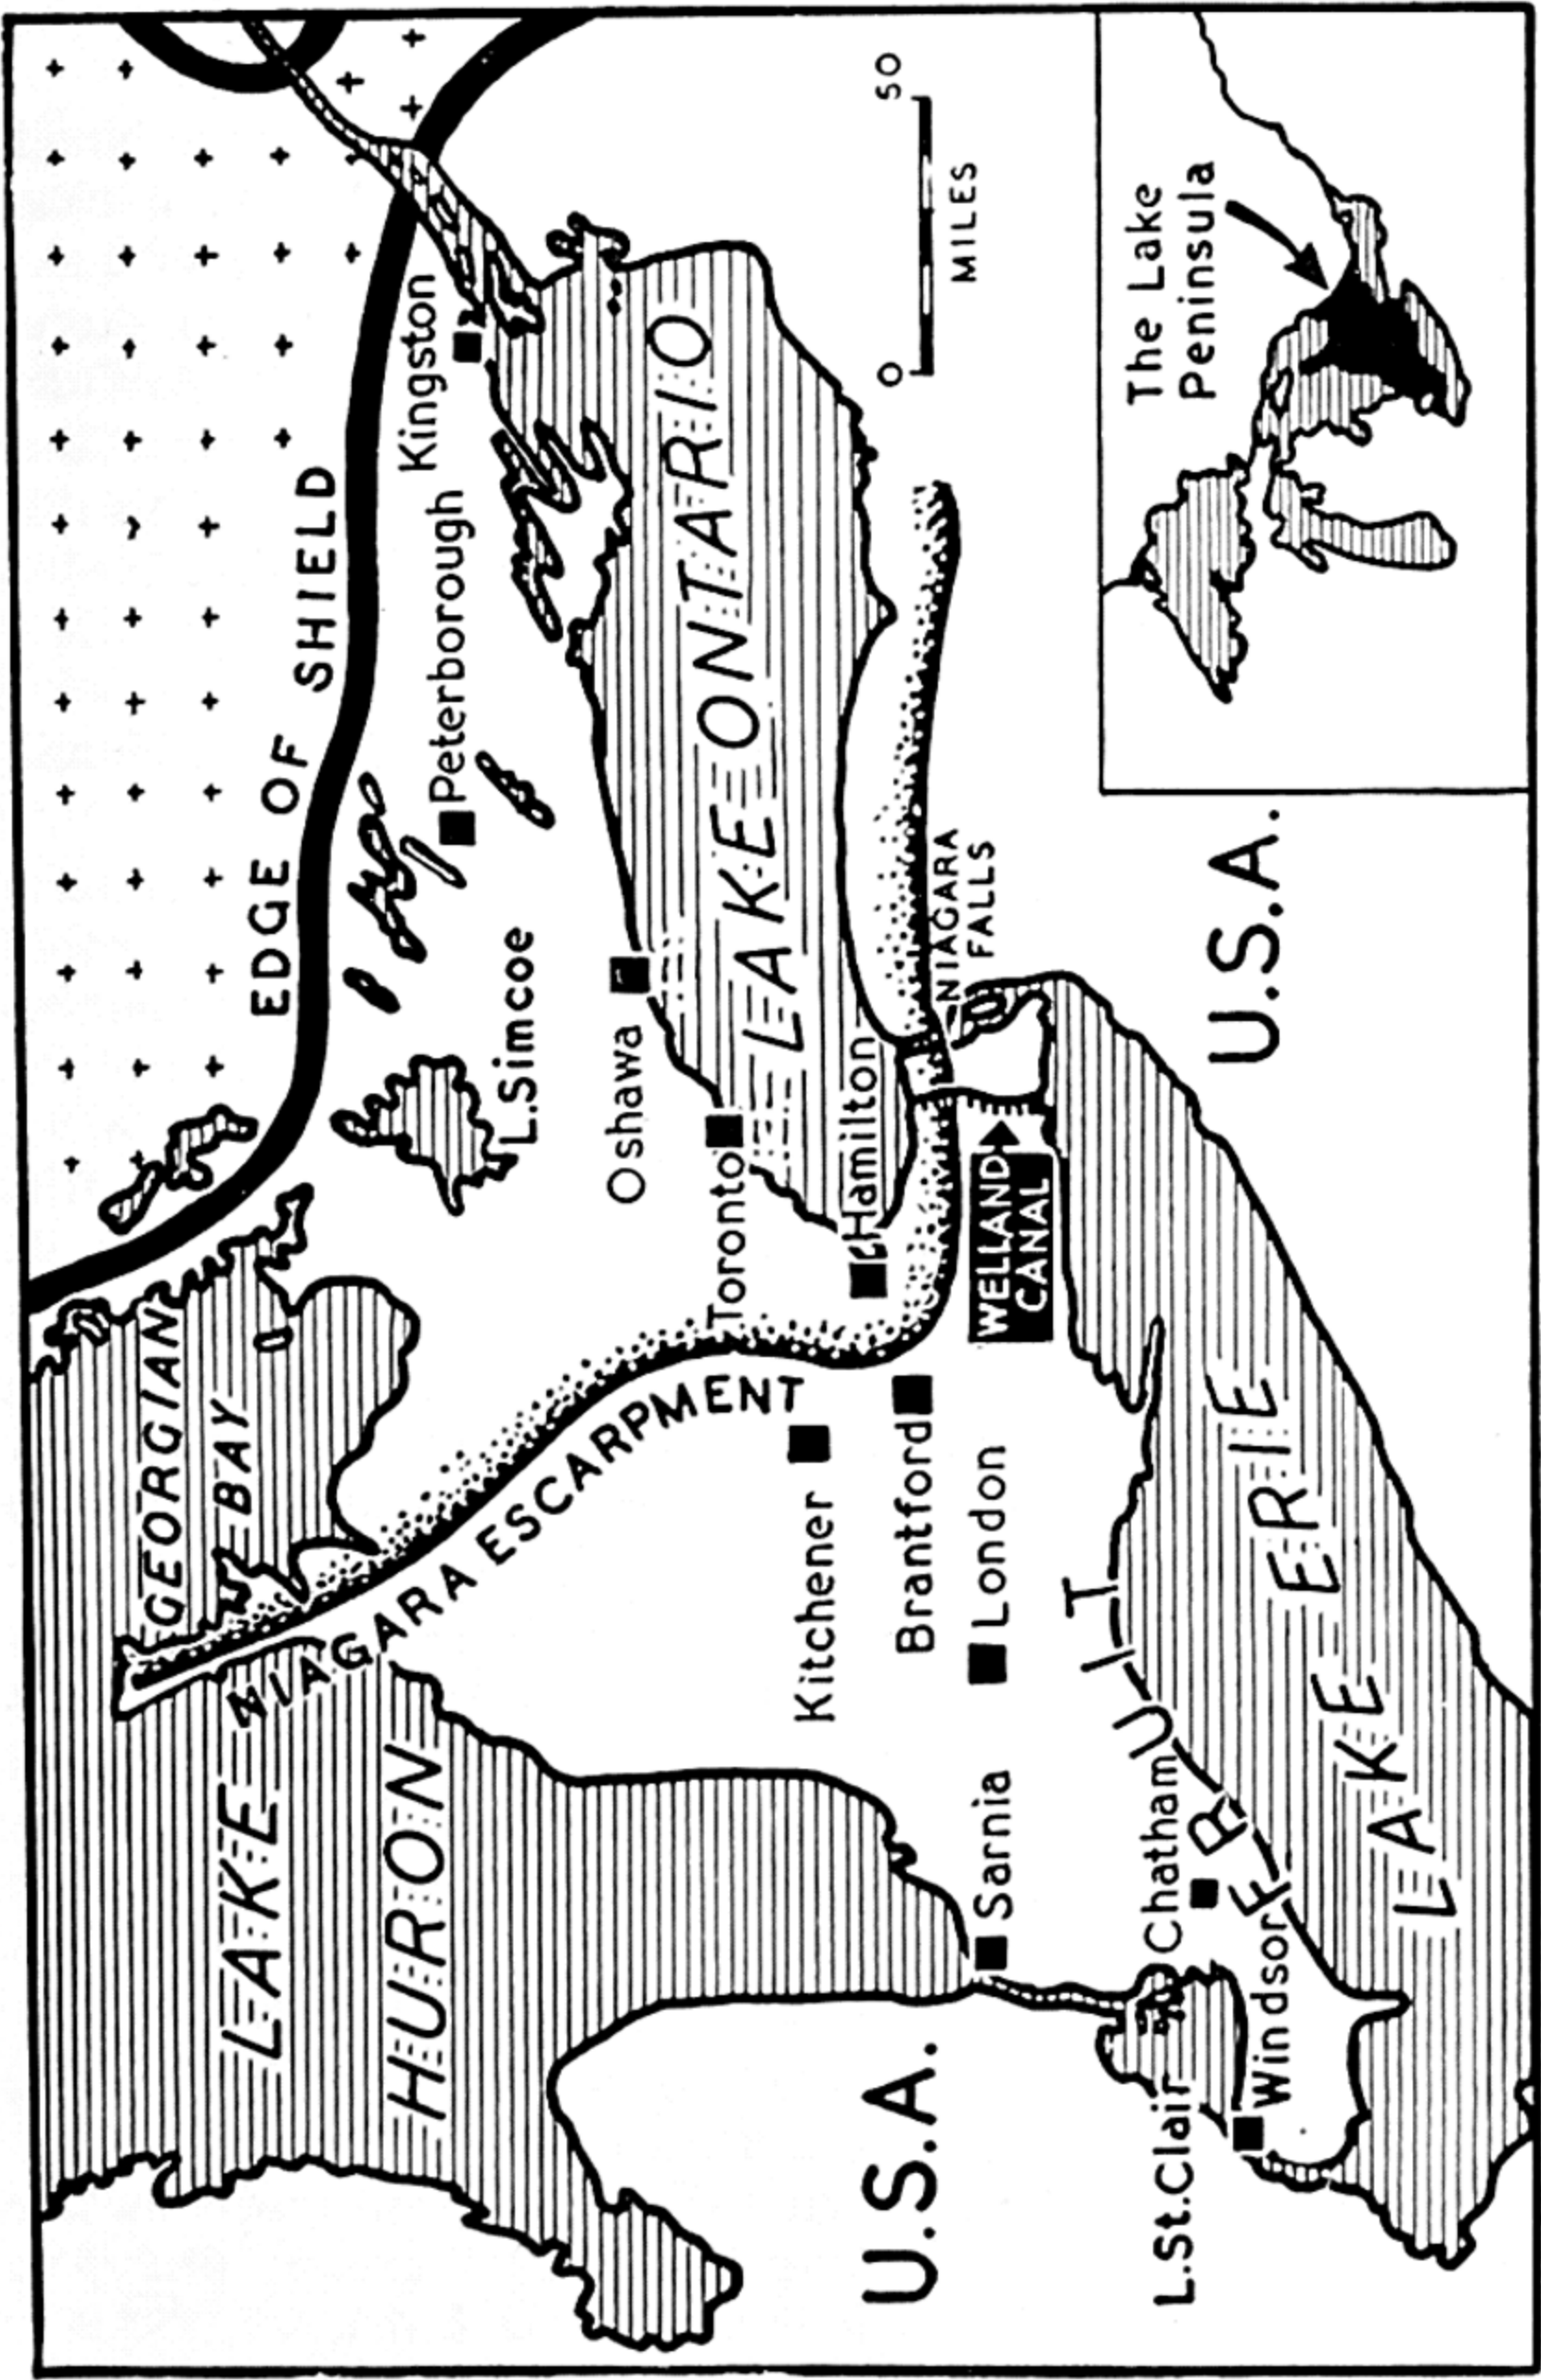 EDGE OF SHIELD
GEORGIAN
BAY
L.Simcoe
Peterborough
Kingston
LAKE
HURON
NIAGARA ESCARPMENT
Oshawa
Toronto
LAKE ONTARIO
Hamilton
Kitchener
Brantford
London
Sarnia
WELLAND
CANAL
NIAGARA
FALLS
0 50
MILES
U.S.A.
L.St.Clair
Chatham
Windsor
FRUIT
LAKE ERIE
U.S.A.
The Lake
Peninsula